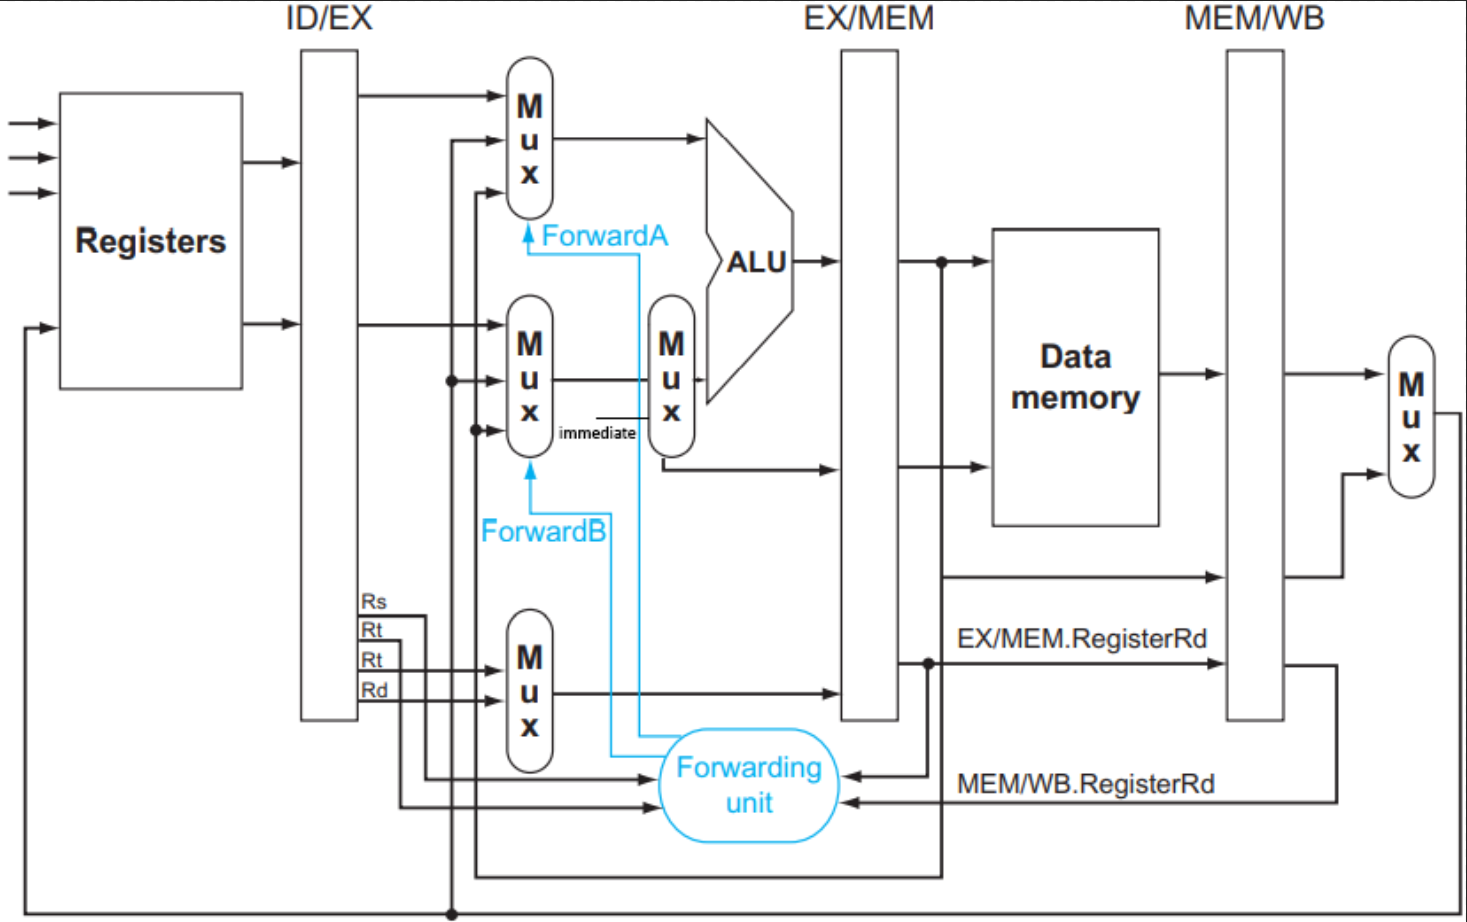 ID/EX
EX/MEM
MEM/WB
Registers
M
u
x
ForwardA
ALU
M
u
x
immediate
M
u
x
ForwardB
Data
memory
M
u
x
Rs
Rt
Rt
Rd
M
u
x
EX/MEM.RegisterRd
Forwarding
unit
MEM/WB.RegisterRd